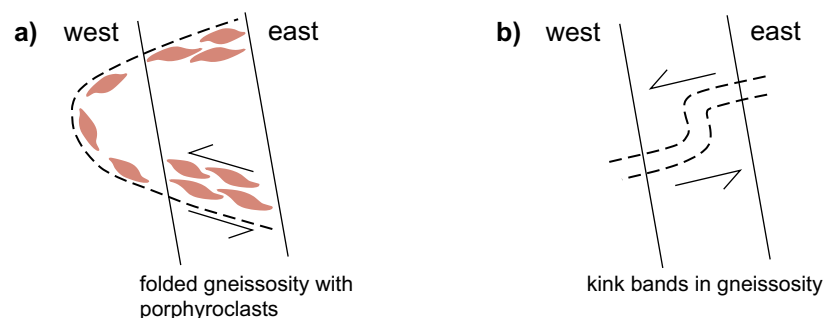 a) west east
folded gneissosity with
porphyroclasts
b) west east
kink bands in gneissosity